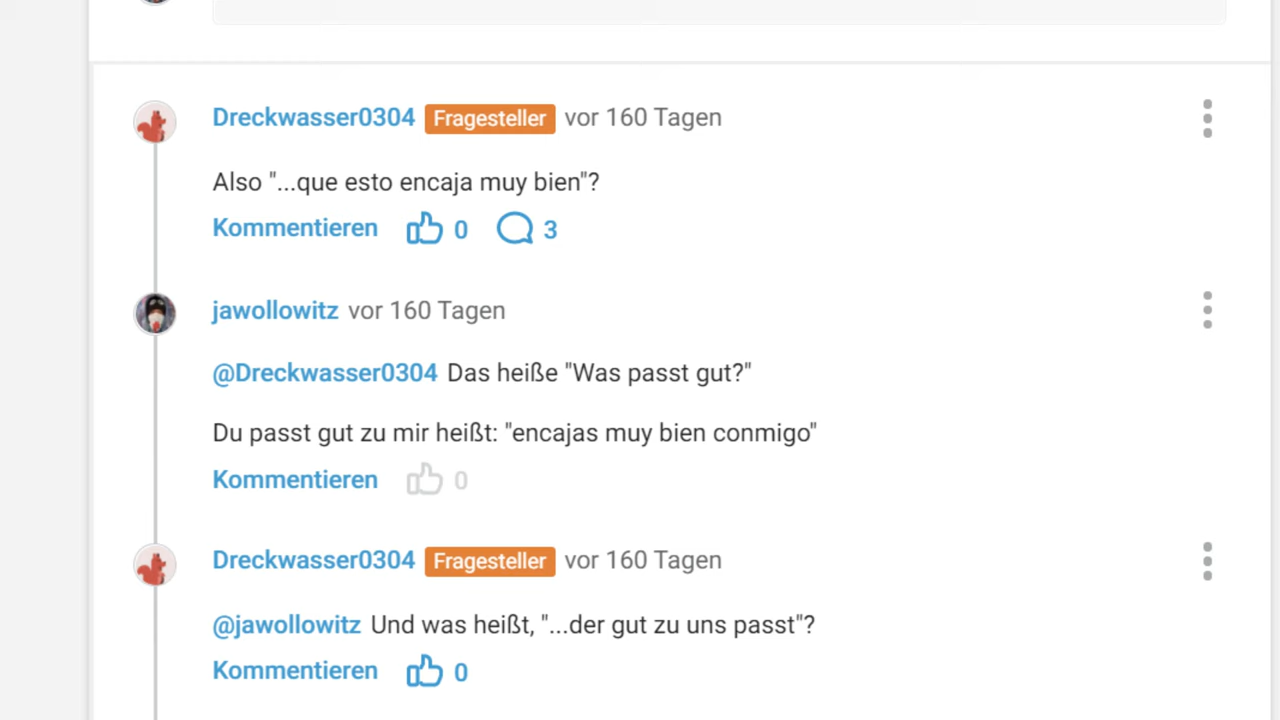 Dreckwasser0304 Fragesteller vor 160 Tagen
Also "...que esto encaja muy bien"?
Kommentieren 0 3
jawollowitz vor 160 Tagen
@Dreckwasser0304 Das heiße "Was passt gut?"
Du passt gut zu mir heißt: "encajas muy bien conmigo"
Kommentieren 0
Dreckwasser0304 Fragesteller vor 160 Tagen
@jawollowitz Und was heißt, "...der gut zu uns passt"?
Kommentieren 0